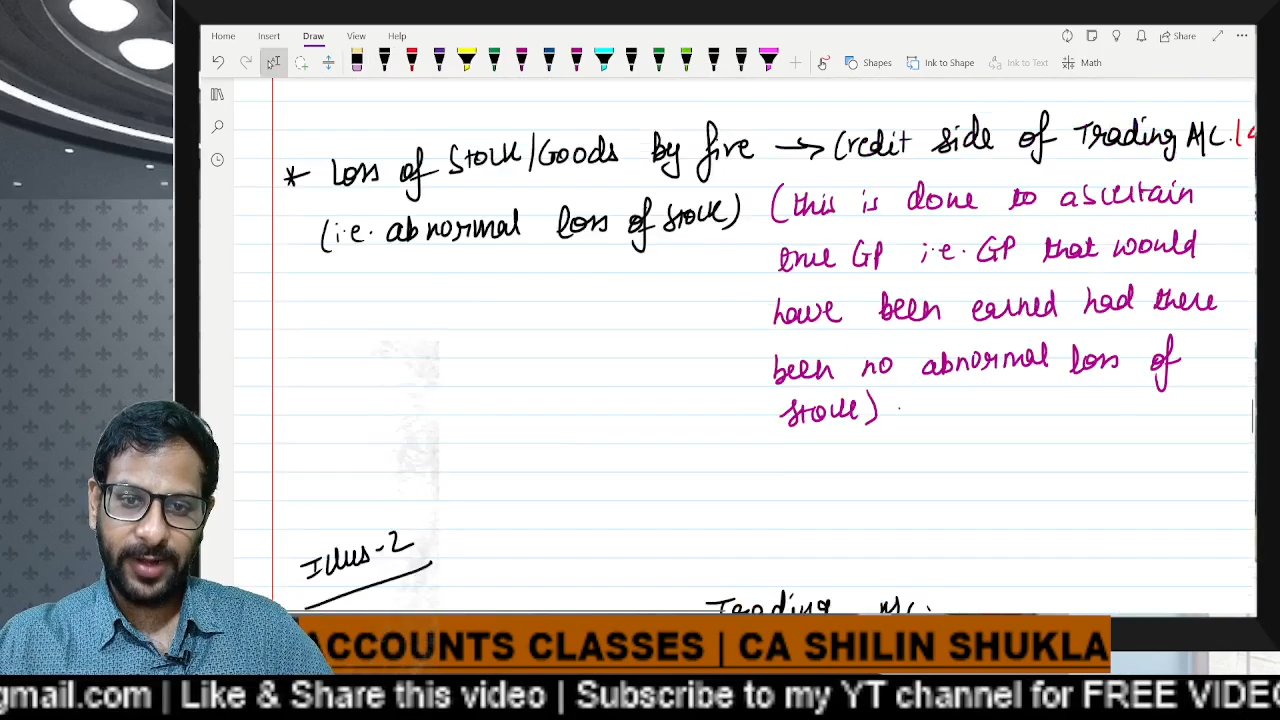 Home Insert Draw View Help
Share
Shapes Ink to Shape Ink to Text Math
* Loss of Stock/Goods by fire → Credit side of Trading A/C.
(i.e. abnormal loss of stock)
(this is done to ascertain
true GP i.e. GP that would
have been earned had there
been no abnormal loss of
stock)
Illus-2
Trading A/C.
ACCOUNTS CLASSES | CA SHILIN SHUKLA
gmail.com | Like & Share this video | Subscribe to my YT channel for FREE VIDEO